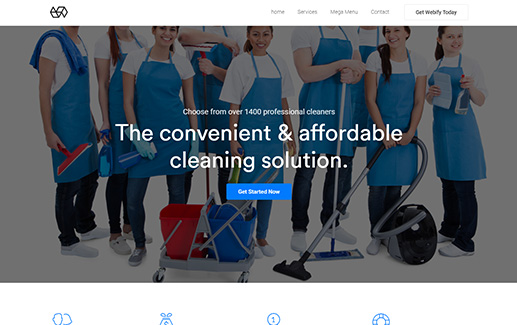 home
Services
Mega Menu
Contact
Get Webify Today
Choose from over 1400 professional cleaners
The convenient & affordable
cleaning solution.
Get Started Now
1